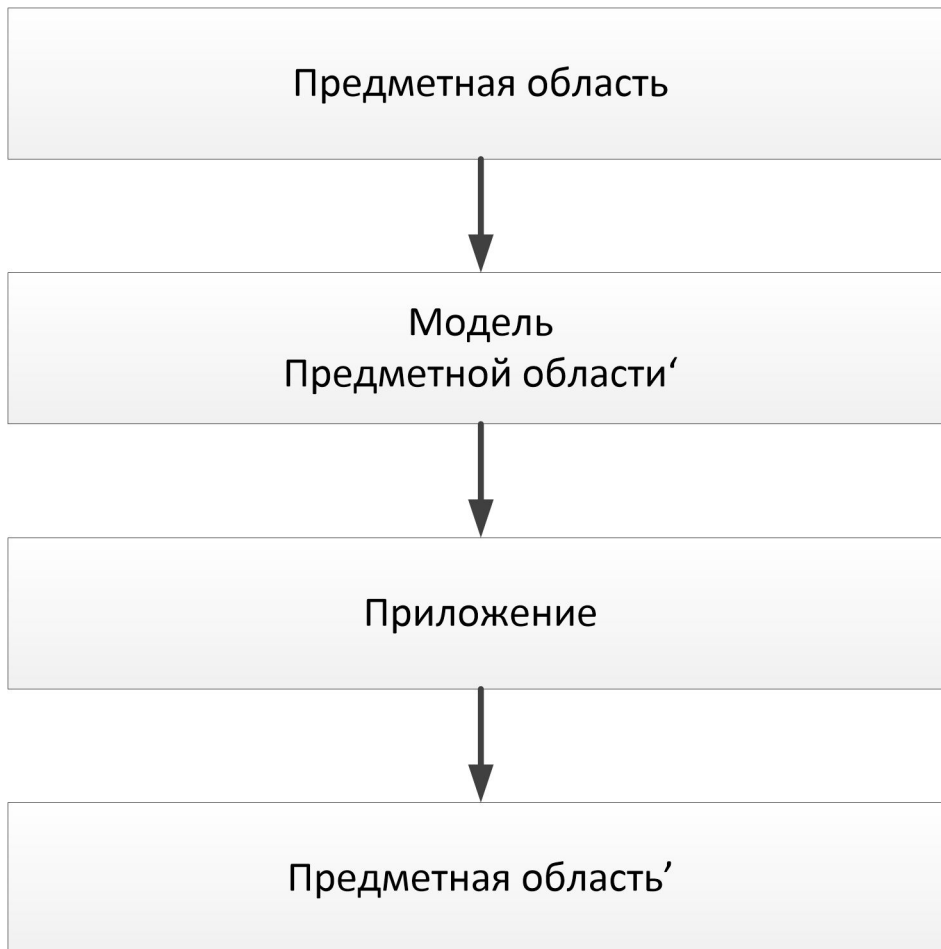 Предметная область
Модель
Предметной области‘
Приложение
Предметная область’